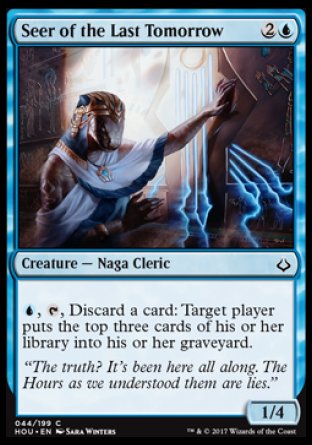 Seer of the Last Tomorrow 2
Creature — Naga Cleric
, , Discard a card: Target player
puts the top three cards of his or her
library into his or her graveyard.
“The truth? It’s been here all along. The
Hours as we understood them are lies.”
1/4
044/199 C
HOU • EN Sara Winters
™ & © 2017 Wizards of the Coast